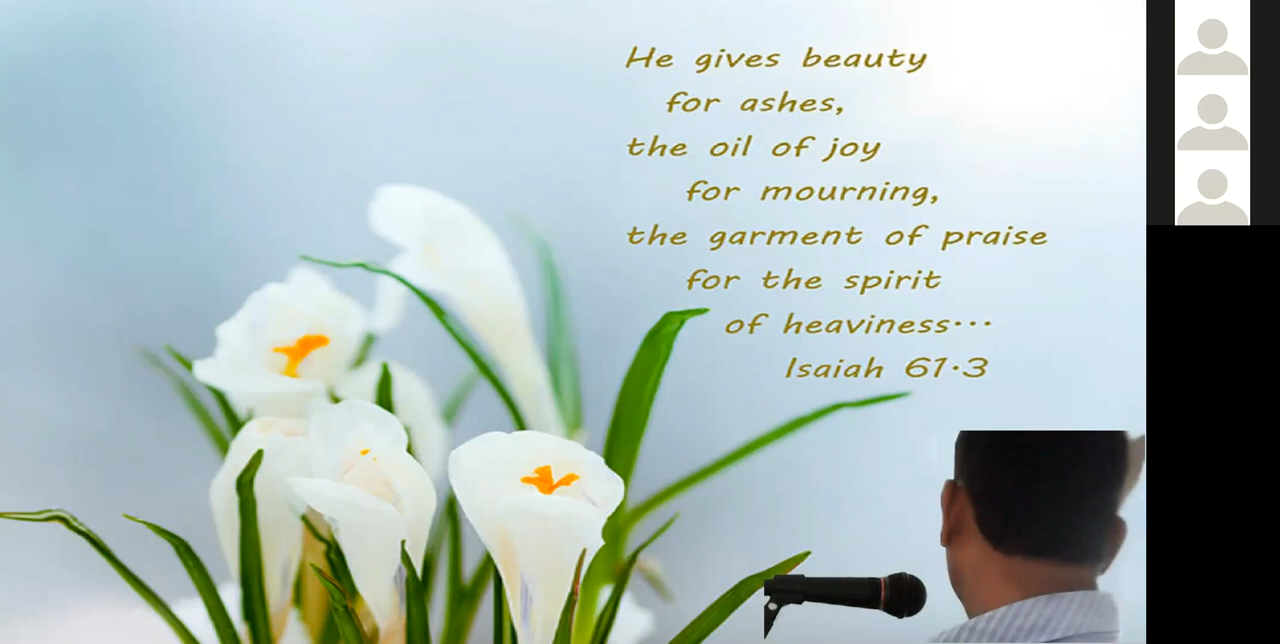 He gives beauty
for ashes,
the oil of joy
for mourning,
the garment of praise
for the spirit
of heaviness···
Isaiah 61·3